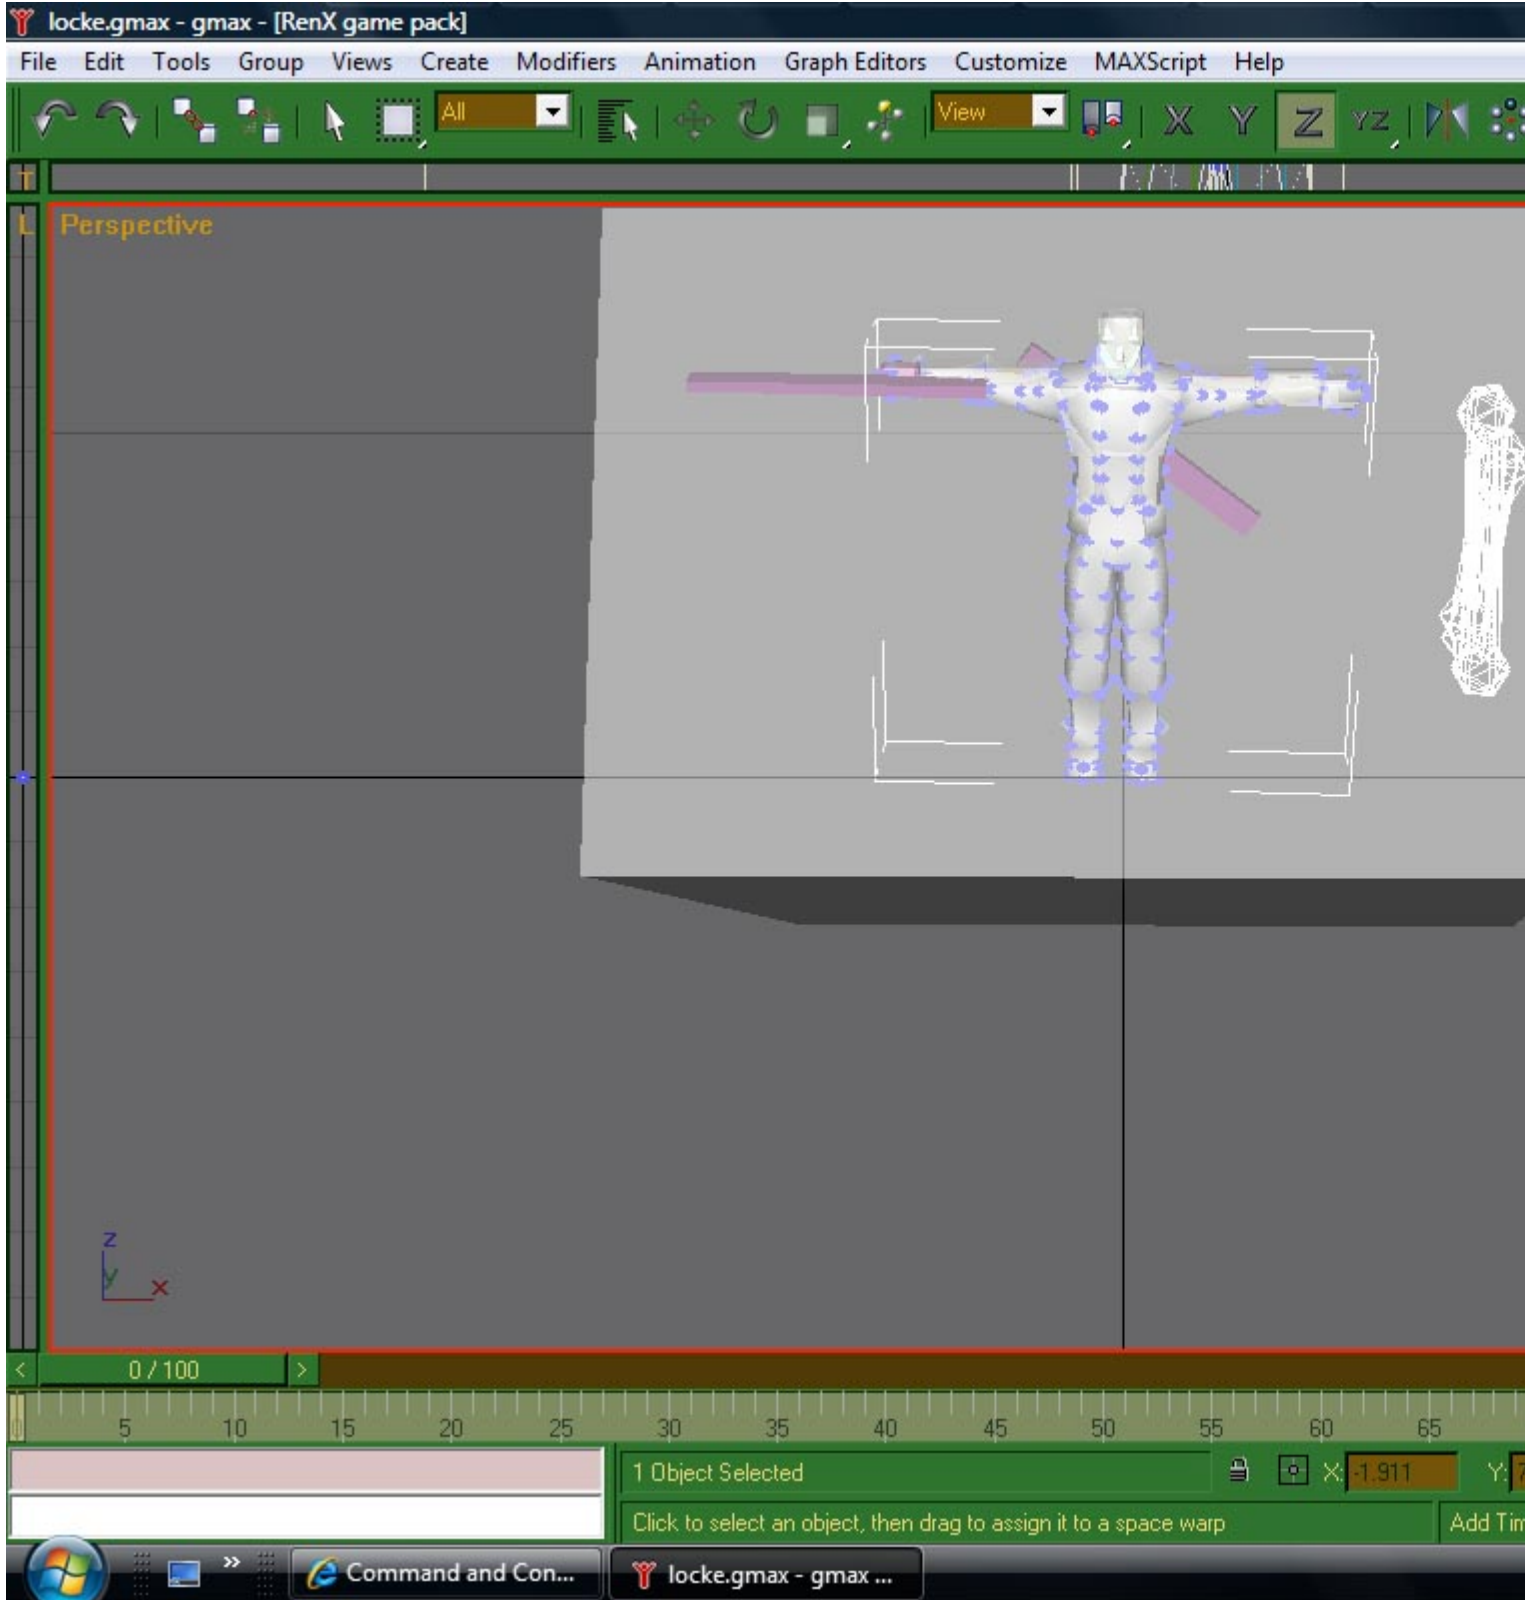 locke.gmax - gmax - [RenX game pack]
File Edit Tools Group Views Create Modifiers Animation Graph Editors Customize MAXScript Help
All View X Y Z YZ
T
L Perspective
z
y x
< 0 / 100 >
0 5 10 15 20 25 30 35 40 45 50 55 60 65
1 Object Selected X: -1.911 Y: 7
Click to select an object, then drag to assign it to a space warp Add Tim
» Command and Con... locke.gmax - gmax ...